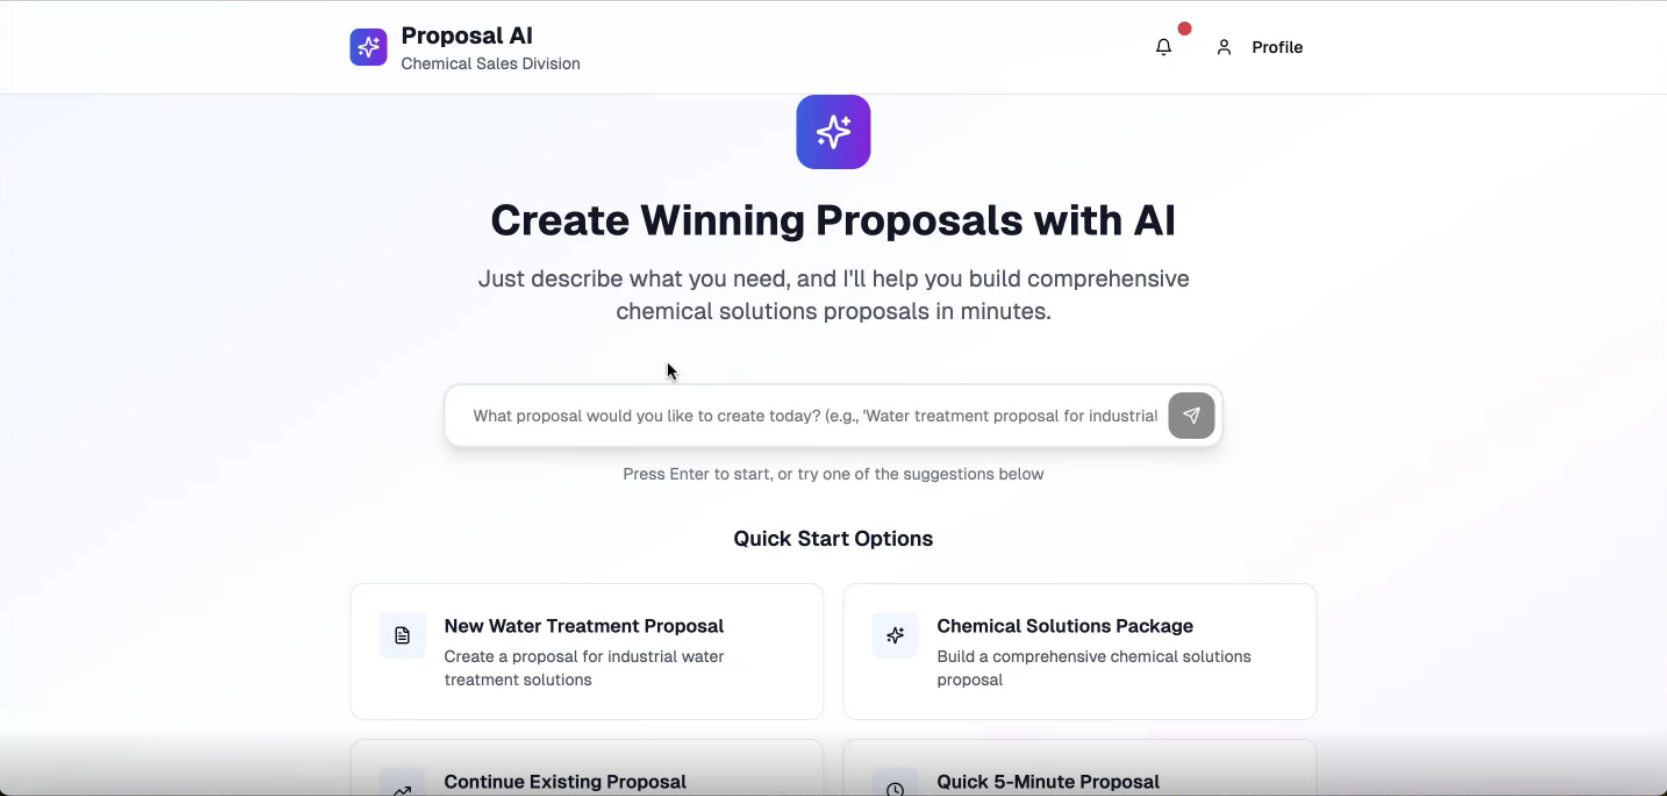 Proposal AI
Chemical Sales Division
Profile
Create Winning Proposals with AI
Just describe what you need, and I'll help you build comprehensive
chemical solutions proposals in minutes.
What proposal would you like to create today? (e.g., 'Water treatment proposal for industrial
Press Enter to start, or try one of the suggestions below
Quick Start Options
New Water Treatment Proposal
Create a proposal for industrial water
treatment solutions
Chemical Solutions Package
Build a comprehensive chemical solutions
proposal
Continue Existing Proposal
Quick 5-Minute Proposal